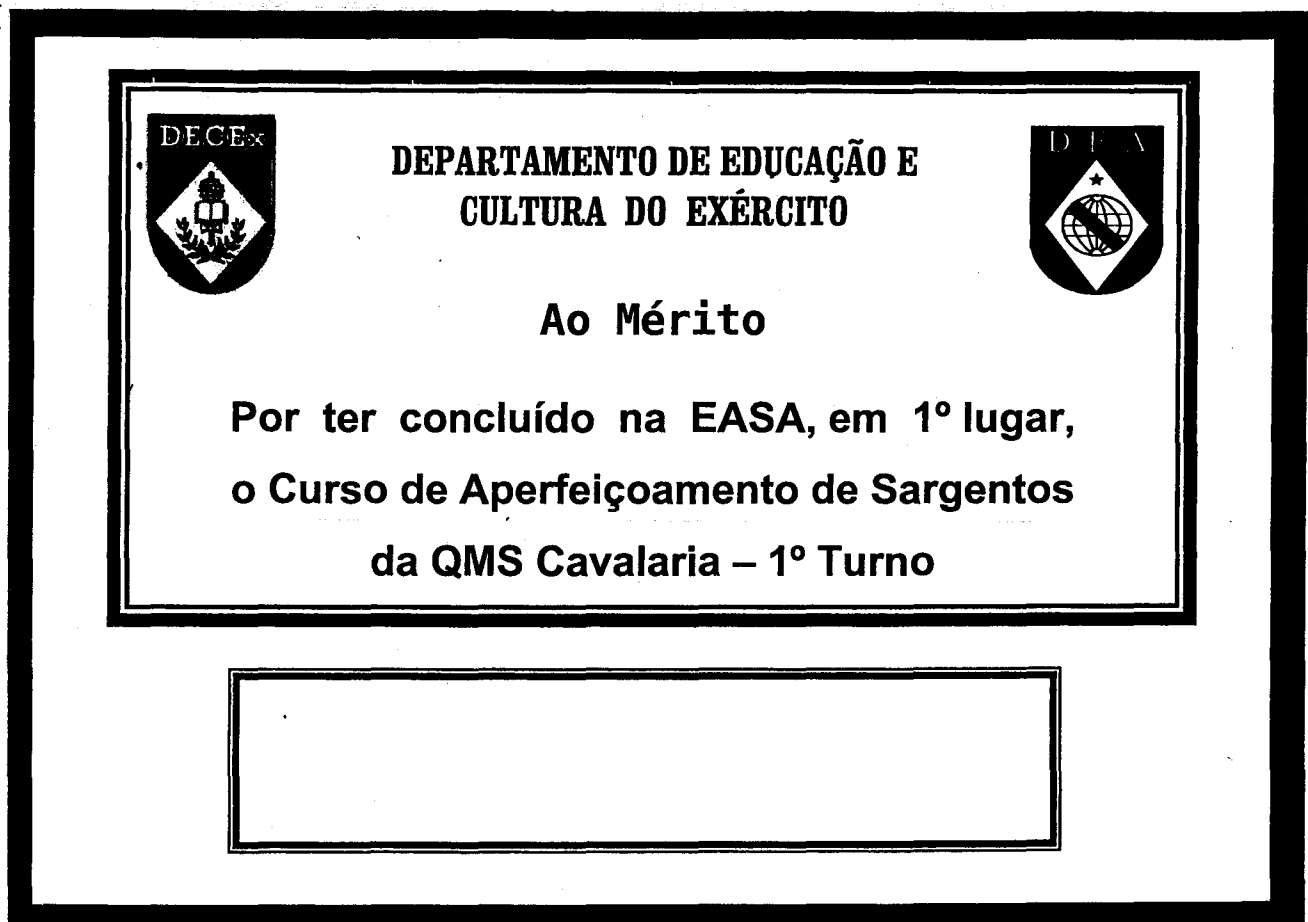 DECEx
DEPARTAMENTO DE EDUCAÇÃO E
CULTURA DO EXÉRCITO
Ao Mérito
Por ter concluído na EASA, em 1º lugar,
o Curso de Aperfeiçoamento de Sargentos
da QMS Cavalaria – 1º Turno